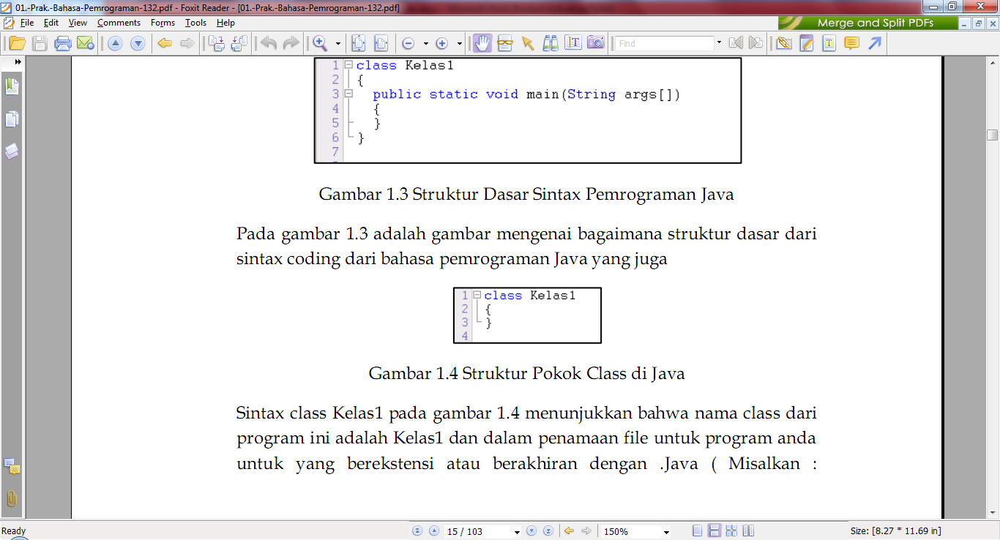 01.-Prak.-Bahasa-Pemrograman-132.pdf - Foxit Reader - [01.-Prak.-Bahasa-Pemrograman-132.pdf]
File Edit View Comments Forms Tools Help
Merge and Split PDFs
Find
1 class Kelas1
2 {
3 public static void main(String args[])
4 {
5 }
6 }
7
Gambar 1.3 Struktur Dasar Sintax Pemrograman Java
Pada gambar 1.3 adalah gambar mengenai bagaimana struktur dasar dari
sintax coding dari bahasa pemrograman Java yang juga
1 class Kelas1
2 {
3 }
4
Gambar 1.4 Struktur Pokok Class di Java
Sintax class Kelas1 pada gambar 1.4 menunjukkan bahwa nama class dari
program ini adalah Kelas1 dan dalam penamaan file untuk program anda
untuk yang berekstensi atau berakhiran dengan .Java ( Misalkan :
Ready
15 / 103
150%
Size: [8.27 * 11.69 in]